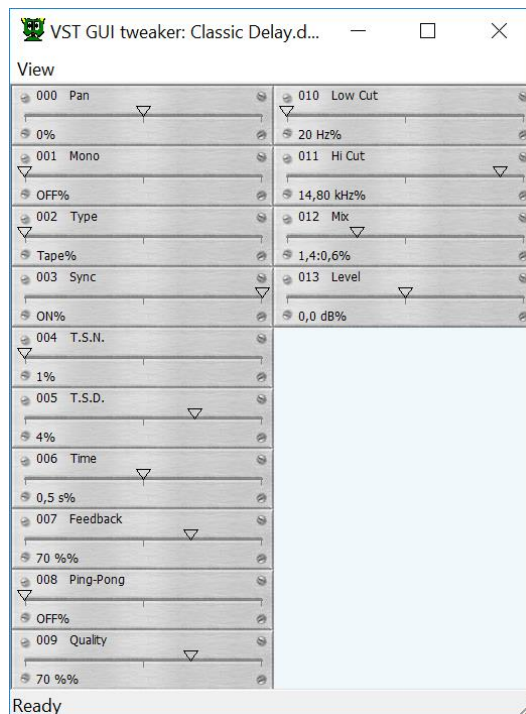 VST GUI tweaker: Classic Delay.d...
View
000 Pan
0%
001 Mono
OFF%
002 Type
Tape%
003 Sync
ON%
004 T.S.N.
1%
005 T.S.D.
4%
006 Time
0,5 s%
007 Feedback
70 %%
008 Ping-Pong
OFF%
009 Quality
70 %%
010 Low Cut
20 Hz%
011 Hi Cut
14,80 kHz%
012 Mix
1,4:0,6%
013 Level
0,0 dB%
Ready